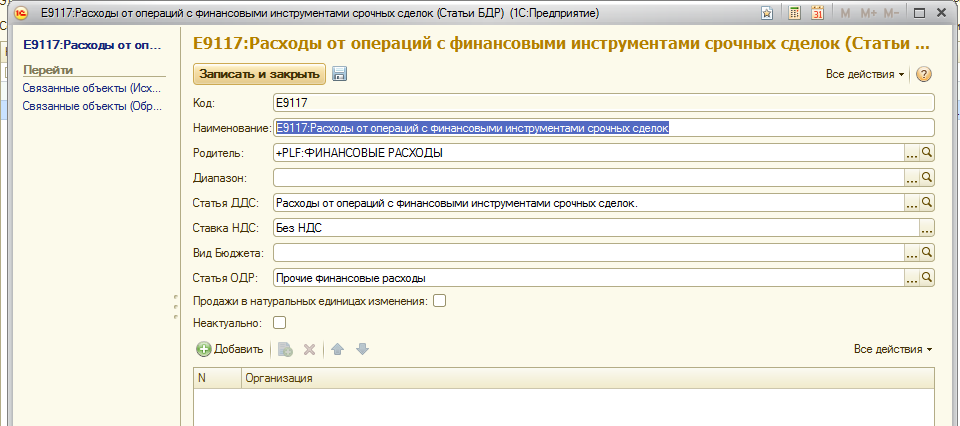 E9117:Расходы от операций с финансовыми инструментами срочных сделок (Статьи БДР) (1С:Предприятие)
M M+ M-
E9117:Расходы от оп...
Перейти
Связанные объекты (Исх...
Связанные объекты (Обр...
E9117:Расходы от операций с финансовыми инструментами срочных сделок (Статьи ...
Записать и закрыть
Все действия
Код:
E9117
Наименование:
E9117:Расходы от операций с финансовыми инструментами срочных сделок
Родитель:
+PLF:ФИНАНСОВЫЕ РАСХОДЫ
Диапазон:
Статья ДДС:
Расходы от операций с финансовыми инструментами срочных сделок.
Ставка НДС:
Без НДС
Вид Бюджета:
Статья ОДР:
Прочие финансовые расходы
Продажи в натуральных единицах изменения:
Неактуально:
Добавить
Все действия
N
Организация